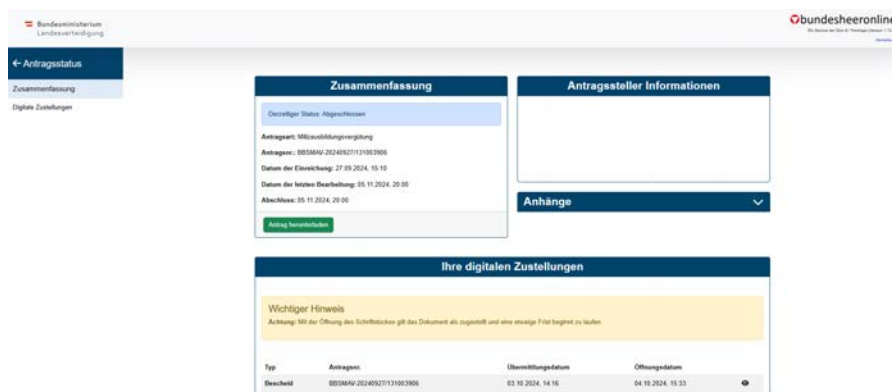 Bundesministerium
Landesverteidigung
bundesheeronline
← Antragsstatus
Zusammenfassung
Digitale Zustellungen
Zusammenfassung
Derzeitiger Status: Abgeschlossen
Antragsart: Milizausbildungsvergütung
Antragsnr.: BBSMAV-20240927/131003906
Datum der Einreichung: 27.09.2024, 15:10
Datum der letzten Bearbeitung: 05.11.2024, 20:00
Abschluss: 05.11.2024, 20:00
Antrag herunterladen
Antragssteller Informationen
Anhänge
Ihre digitalen Zustellungen
Wichtiger Hinweis
Achtung: Mit der Öffnung des Schriftstückes gilt das Dokument als zugestellt und eine etwaige Frist beginnt zu laufen.
Typ Antragsnr. Übermittlungsdatum Öffnungsdatum
Bescheid BBSMAV-20240927/131003906 03.10.2024, 14:16 04.10.2024, 15:33